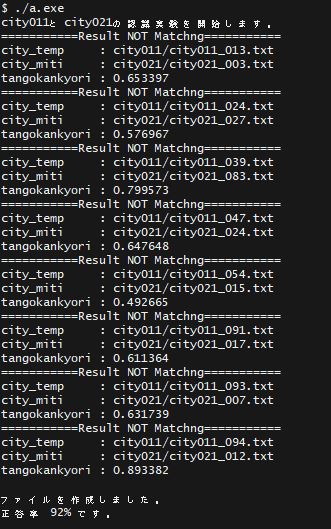 $ ./a.exe
city011と city021の 認識実験を開始します.
===========Result NOT Matchng===========
city_temp : city011/city011_013.txt
city_miti : city021/city021_003.txt
tangokankyori : 0.653397
===========Result NOT Matchng===========
city_temp : city011/city011_024.txt
city_miti : city021/city021_027.txt
tangokankyori : 0.576967
===========Result NOT Matchng===========
city_temp : city011/city011_039.txt
city_miti : city021/city021_083.txt
tangokankyori : 0.799573
===========Result NOT Matchng===========
city_temp : city011/city011_047.txt
city_miti : city021/city021_024.txt
tangokankyori : 0.647648
===========Result NOT Matchng===========
city_temp : city011/city011_054.txt
city_miti : city021/city021_015.txt
tangokankyori : 0.492665
===========Result NOT Matchng===========
city_temp : city011/city011_091.txt
city_miti : city021/city021_017.txt
tangokankyori : 0.611364
===========Result NOT Matchng===========
city_temp : city011/city011_093.txt
city_miti : city021/city021_007.txt
tangokankyori : 0.631739
===========Result NOT Matchng===========
city_temp : city011/city011_094.txt
city_miti : city021/city021_012.txt
tangokankyori : 0.893382
ファイルを作成しました.
正答率 92%です.